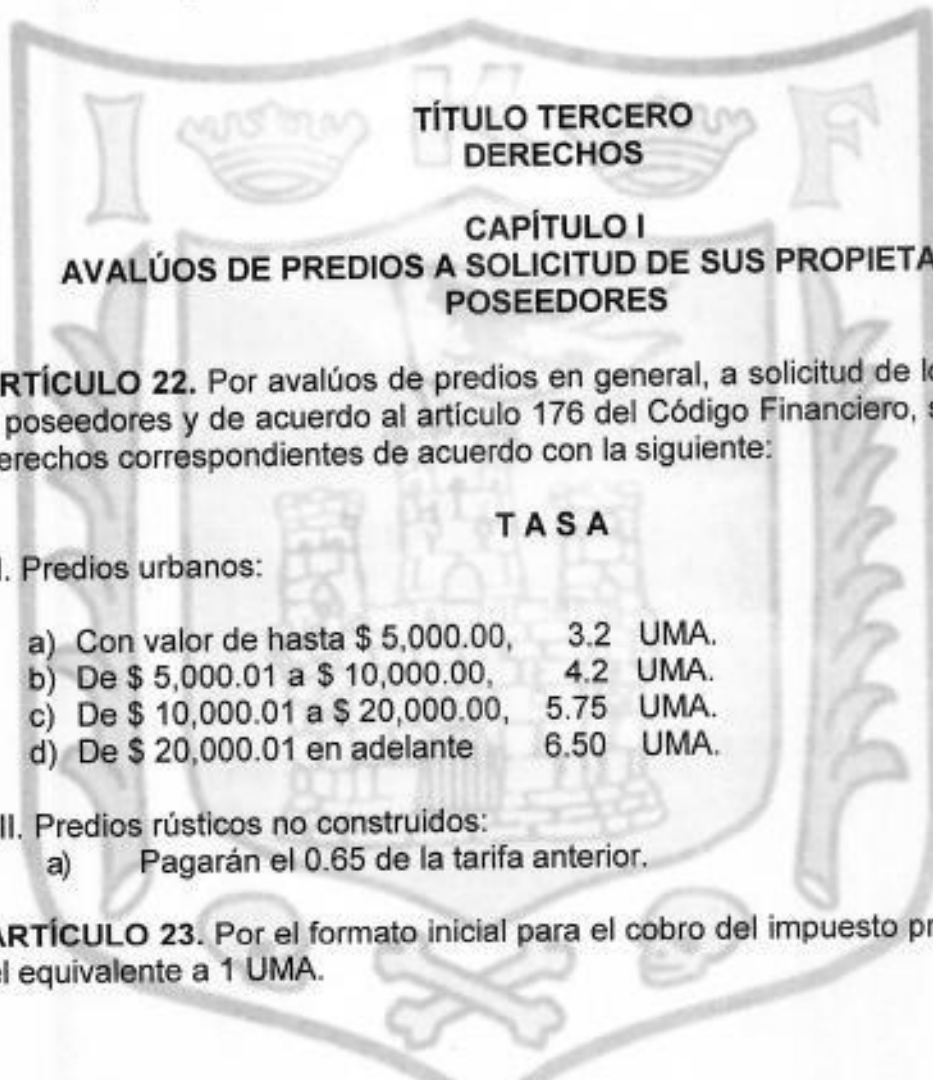 I Y F
TÍTULO TERCERO
DERECHOS
CAPÍTULO I
AVALÚOS DE PREDIOS A SOLICITUD DE SUS
POSEEDORES
22. Por avalúos de predios en general, a solicitud de
poseedores y de acuerdo al artículo 176 del Código Financiero,
correspondientes de acuerdo con la siguiente:
T A S A
I. Predios urbanos:
a) Con valor de hasta $ 5,000.00, 3.2 UMA.
b) De $ 5,000.01 a $ 10,000.00, 4.2 UMA.
c) De $ 10,000.01 a $ 20,000.00, 5.75 UMA.
d) De $ 20,000.01 en adelante 6.50 UMA.
II. Predios rústicos no construidos:
a) Pagarán el 0.65 de la tarifa anterior.
ARTÍCULO 23. Por el formato inicial para el cobro del impuesto
el equivalente a 1 UMA.